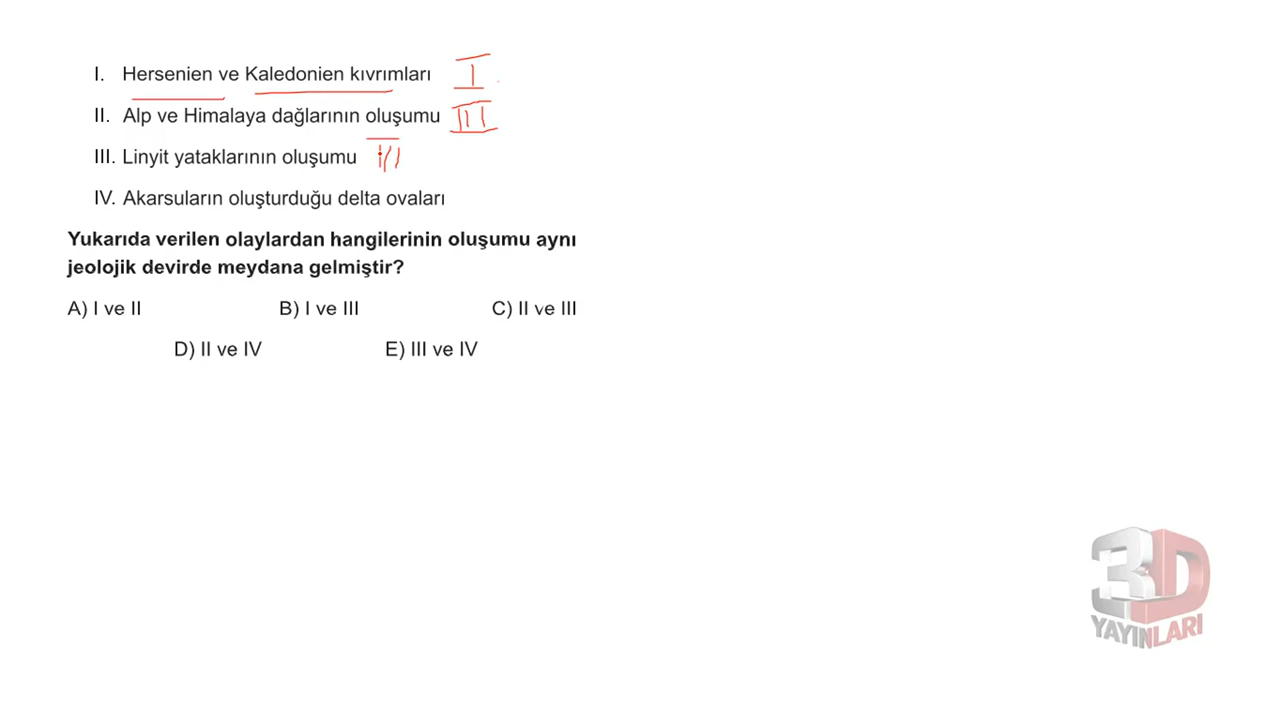 I. Hersenien ve Kaledonien kıvrımları I
II. Alp ve Himalaya dağlarının oluşumu III
III. Linyit yataklarının oluşumu III
IV. Akarsuların oluşturduğu delta ovaları
Yukarıda verilen olaylardan hangilerinin oluşumu aynı
jeolojik devirde meydana gelmiştir?
A) I ve II B) I ve III C) II ve III
D) II ve IV E) III ve IV
3D
YAYINLARI